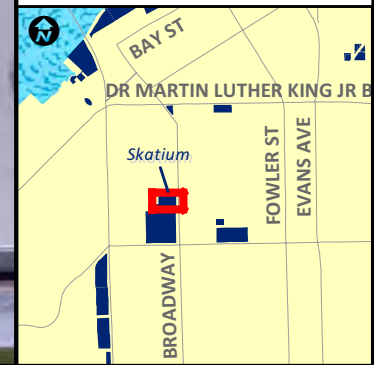 N
BAY ST
DR MARTIN LUTHER KING JR B
Skatium
FOWLER ST
EVANS AVE
BROADWAY